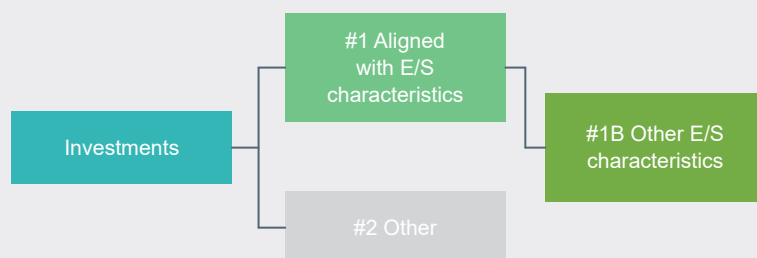 #1 Aligned
with E/S
characteristics
Investments
#1B Other E/S
characteristics
#2 Other